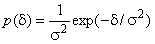 p(δ) = 1/σ² exp(−δ/σ²)